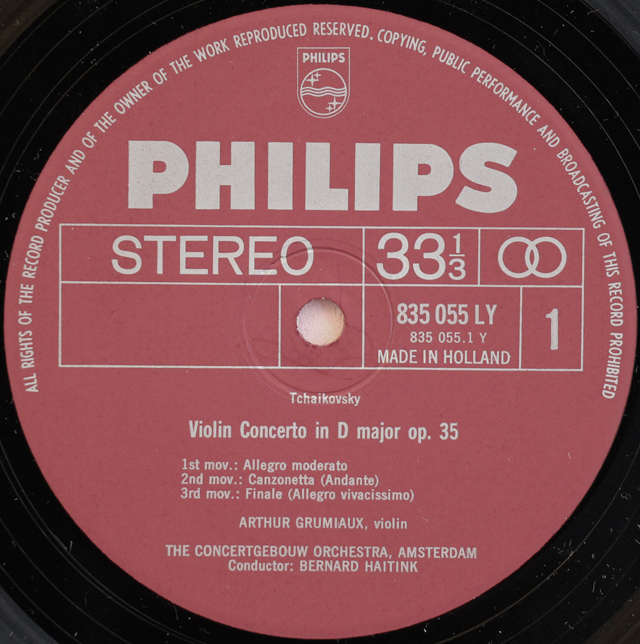 ALL RIGHTS OF THE RECORD PRODUCER AND OF THE OWNER OF THE WORK REPRODUCED RESERVED. COPYING, PUBLIC PERFORMANCE AND BROADCASTING OF THIS RECORD PROHIBITED
PHILIPS
PHILIPS
STEREO 33 1/3
835 055 LY
835 055.1 Y
MADE IN HOLLAND
1
Tchaikovsky
Violin Concerto in D major op. 35
1st mov.: Allegro moderato
2nd mov.: Canzonetta (Andante)
3rd mov.: Finale (Allegro vivacissimo)
ARTHUR GRUMIAUX, violin
THE CONCERTGEBOUW ORCHESTRA, AMSTERDAM
Conductor: BERNARD HAITINK